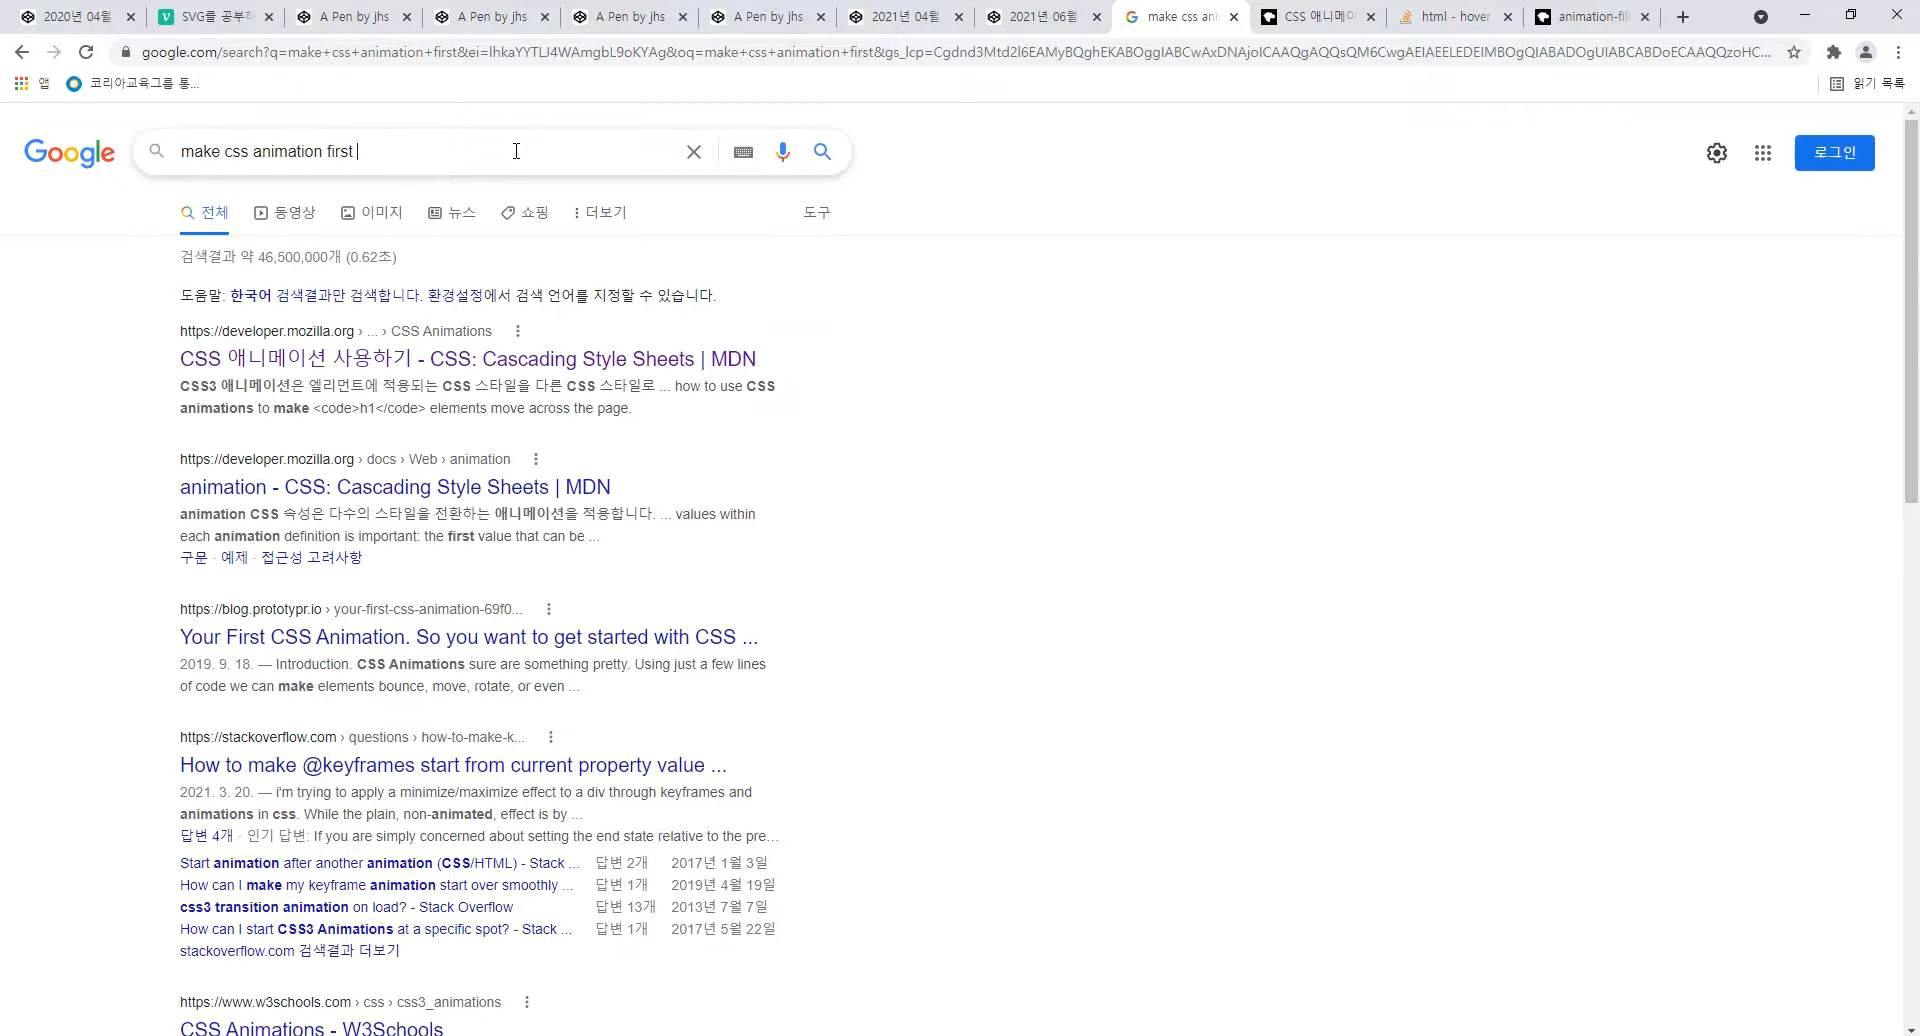 2020년 04월
SVG를 공부하
A Pen by jhs
A Pen by jhs
A Pen by jhs
A Pen by jhs
2021년 04월
2021년 06월
make css ani
CSS 애니메이
html - hover
animation-fill
google.com/search?q=make+css+animation+first&ei=lhkaYYTLJ4WAmgbL9oKYAg&oq=make+css+animation+first&gs_lcp=Cgdnd3Mtd2l6EAMyBQghEKABOggIABCwAxDNAjoICAAQgAQQsQM6CwgAEIAEELEDEIMBOgQIABADOgUIABCABDoECAAQQzoHC...
앱
코리아교육그룹 통...
읽기 목록
Google
make css animation first
로그인
전체
동영상
이미지
뉴스
쇼핑
더보기
도구
검색결과 약 46,500,000개 (0.62초)
도움말: 한국어 검색결과만 검색합니다. 환경설정에서 검색 언어를 지정할 수 있습니다.
https://developer.mozilla.org › ... › CSS Animations
CSS 애니메이션 사용하기 - CSS: Cascading Style Sheets | MDN
CSS3 애니메이션은 엘리먼트에 적용되는 CSS 스타일을 다른 CSS 스타일로 ... how to use CSS
animations to make <code>h1</code> elements move across the page.
https://developer.mozilla.org › docs › Web › animation
animation - CSS: Cascading Style Sheets | MDN
animation CSS 속성은 다수의 스타일을 전환하는 애니메이션을 적용합니다. ... values within
each animation definition is important: the first value that can be ...
구문 · 예제 · 접근성 고려사항
https://blog.prototypr.io › your-first-css-animation-69f0...
Your First CSS Animation. So you want to get started with CSS ...
2019. 9. 18. — Introduction. CSS Animations sure are something pretty. Using just a few lines
of code we can make elements bounce, move, rotate, or even ...
https://stackoverflow.com › questions › how-to-make-k...
How to make @keyframes start from current property value ...
2021. 3. 20. — i'm trying to apply a minimize/maximize effect to a div through keyframes and
animations in css. While the plain, non-animated, effect is by ...
답변 4개 · 인기 답변: If you are simply concerned about setting the end state relative to the pre...
Start animation after another animation (CSS/HTML) - Stack ... 답변 2개 2017년 1월 3일
How can I make my keyframe animation start over smoothly ... 답변 1개 2019년 4월 19일
css3 transition animation on load? - Stack Overflow 답변 13개 2013년 7월 7일
How can I start CSS3 Animations at a specific spot? - Stack ... 답변 1개 2017년 5월 22일
stackoverflow.com 검색결과 더보기
https://www.w3schools.com › css › css3_animations
CSS Animations - W3Schools